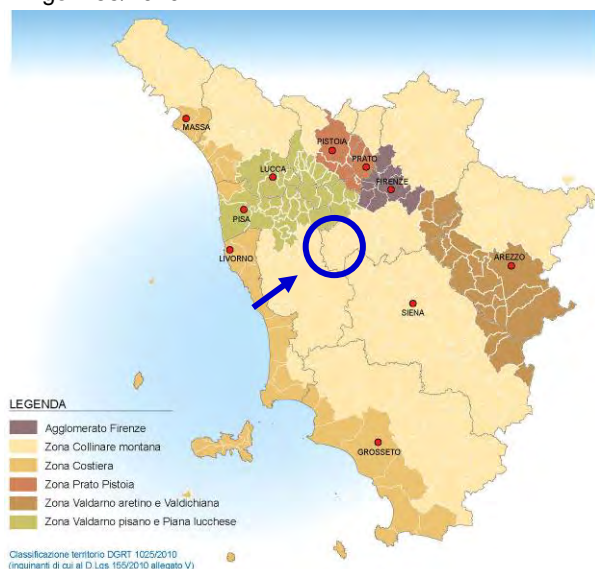 MASSA
PISTOIA
PRATO
LUCCA
FIRENZE
PISA
LIVORNO
AREZZO
SIENA
GROSSETO
LEGENDA
Agglomerato Firenze
Zona Collinare montana
Zona Costiera
Zona Prato Pistoia
Zona Valdarno aretino e Valdichiana
Zona Valdarno pisano e Piana lucchese
Classificazione territorio DGRT 1025/2010
(inquinanti di cui al D.Lgs 155/2010 allegato V)